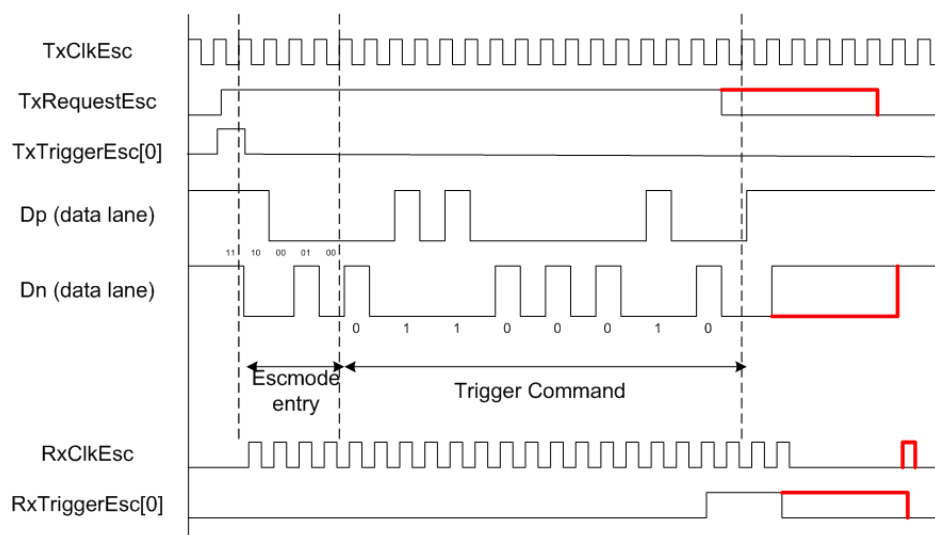 TxClkEsc
TxRequestEsc
TxTriggerEsc[0]
Dp (data lane)
11 10 00 01 00
Dn (data lane)
0 1 1 0 0 0 1 0
Escmode
entry
Trigger Command
RxClkEsc
RxTriggerEsc[0]